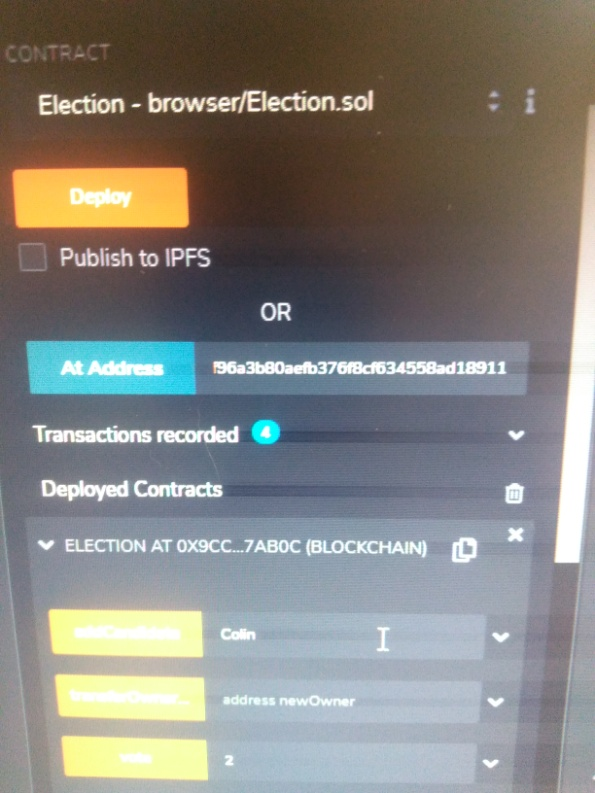 CONTRACT
Election - browser/Election.sol
Deploy
Publish to IPFS
OR
At Address f96a3b80aefb376f8cf634558ad18911
Transactions recorded 4
Deployed Contracts
ELECTION AT 0X9CC...7AB0C (BLOCKCHAIN)
addCandidate Colin
transferOwner... address newOwner
vote 2